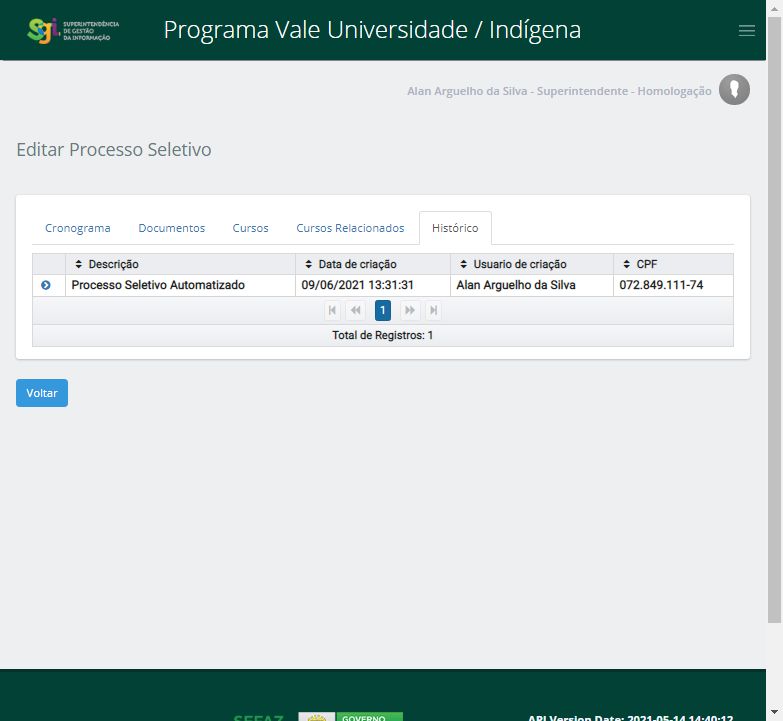 Sgi. SUPERINTENDÊNCIA
DE GESTÃO
DA INFORMAÇÃO
Programa Vale Universidade / Indígena
Alan Arguelho da Silva - Superintendente - Homologação
Editar Processo Seletivo
Cronograma Documentos Cursos Cursos Relacionados Histórico
Descrição Data de criação Usuario de criação CPF
Processo Seletivo Automatizado 09/06/2021 13:31:31 Alan Arguelho da Silva 072.849.111-74
1
Total de Registros: 1
Voltar
SEFAZ GOVERNO API Version Date: 2021-05-14 14:40:12